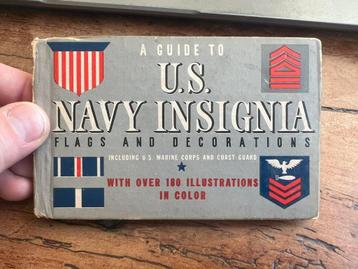 A GUIDE TO
U.S.
NAVY INSIGNIA
FLAGS AND DECORATIONS
INCLUDING U.S. MARINE CORPS AND COAST GUARD
WITH OVER 180 ILLUSTRATIONS
IN COLOR